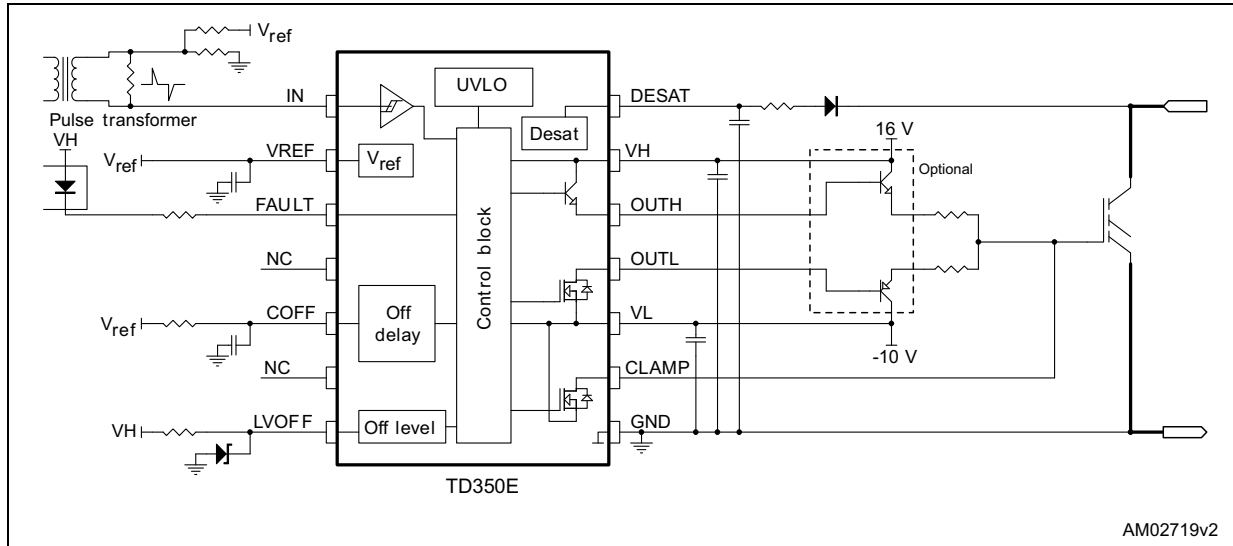 Vref
Pulse transformer
VH
Vref
Vref
VH
IN
VREF
FAULT
NC
COFF
NC
LVOFF
UVLO
Desat
Vref
Control block
Off
delay
Off level
DESAT
VH
OUTH
OUTL
VL
CLAMP
GND
16 V
Optional
-10 V
TD350E
AM02719v2